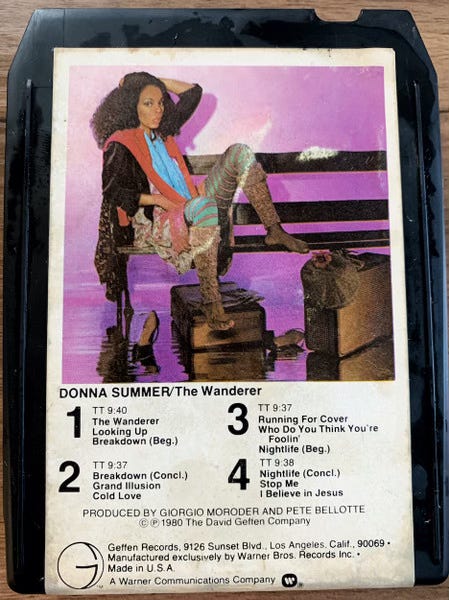 DONNA SUMMER/The Wanderer
1 TT 9:40
The Wanderer
Looking Up
Breakdown (Beg.)
2 TT 9:37
Breakdown (Concl.)
Grand Illusion
Cold Love
3 TT 9:37
Running For Cover
Who Do You Think You're
Foolin'
Nightlife (Beg.)
4 TT 9:38
Nightlife (Concl.)
Stop Me
I Believe in Jesus
PRODUCED BY GIORGIO MORODER AND PETE BELLOTTE
© ℗ 1980 The David Geffen Company
G
Geffen Records, 9126 Sunset Blvd., Los Angeles, Calif., 90069 •
Manufactured exclusively by Warner Bros. Records Inc. •
Made in U.S.A.
A Warner Communications Company W